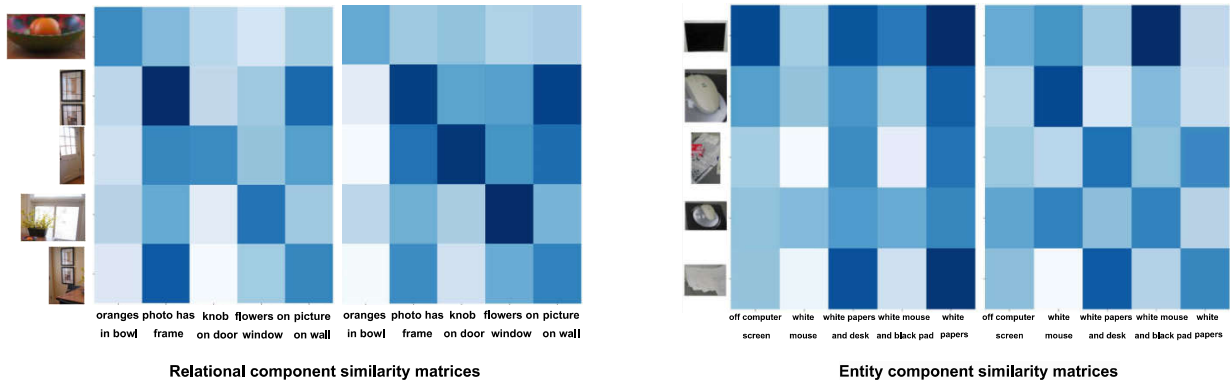 oranges photo has knob flowers on picture oranges photo has knob flowers on picture
in bowl frame on door window on wall in bowl frame on door window on wall
off computer white white papers white mouse white off computer white white papers white mouse white
screen mouse and desk and black pad papers screen mouse and desk and black pad papers
Relational component similarity matrices
Entity component similarity matrices